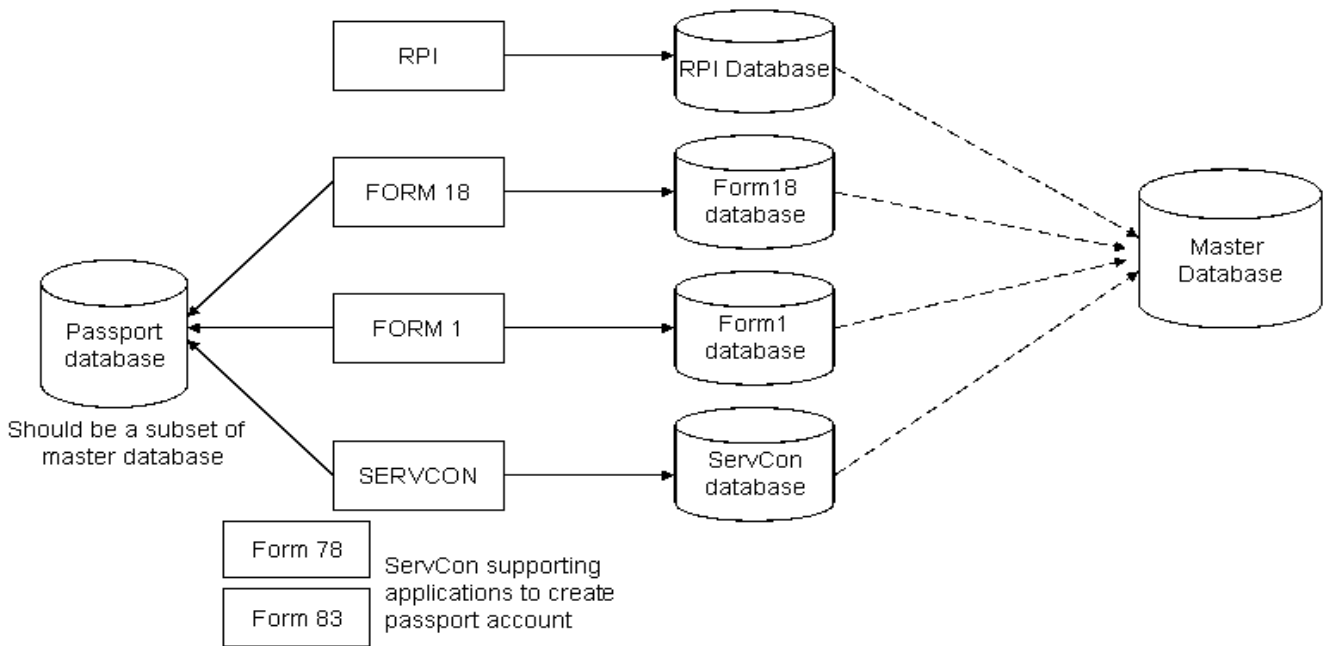 RPI
RPI Database
FORM 18
Form18
database
Master
Database
Passport
database
FORM 1
Form1
database
Should be a subset of
master database
SERVCON
ServCon
database
Form 78
Form 83
ServCon supporting
applications to create
passport account